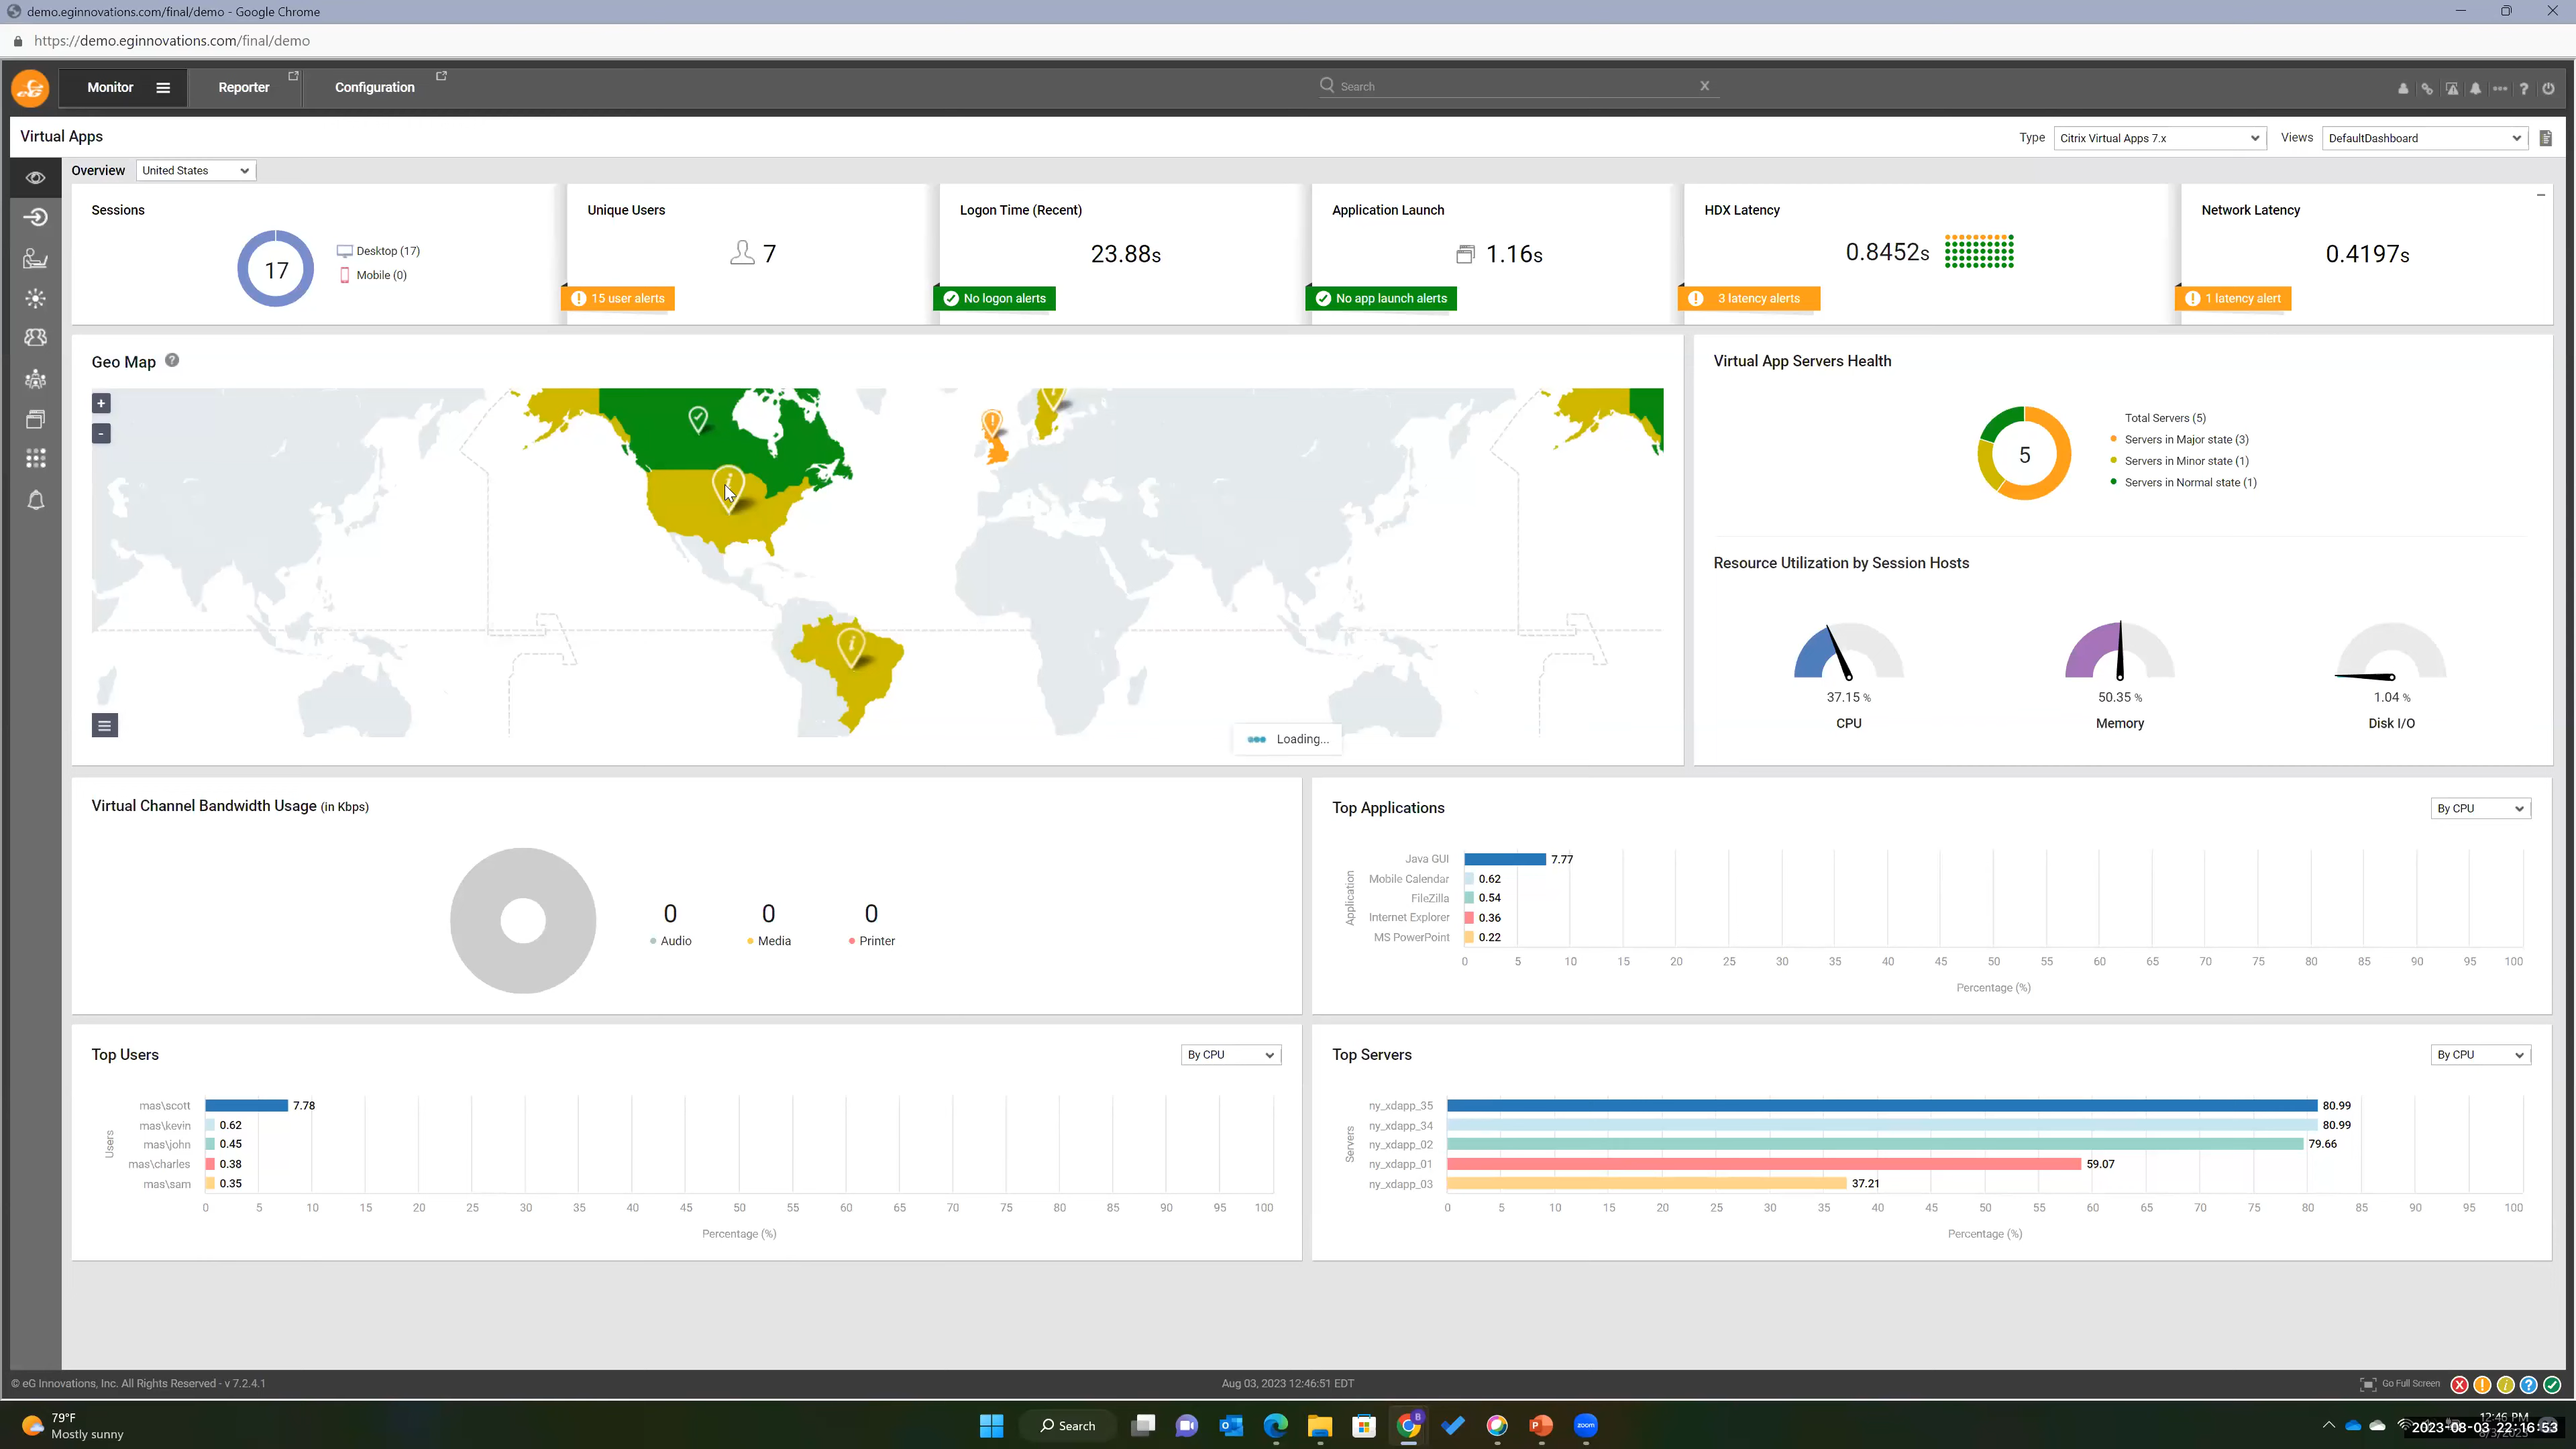 demo.eginnovations.com/final/demo - Google Chrome
https://demo.eginnovations.com/final/demo
Monitor
Reporter
Configuration
Search
X
Virtual Apps
Type
Citrix Virtual Apps 7.x
Views
DefaultDashboard
Overview
United States
Sessions
17
Desktop (17)
Mobile (0)
Unique Users
7
15 user alerts
Logon Time (Recent)
23.88s
No logon alerts
Application Launch
1.16s
No app launch alerts
HDX Latency
0.8452s
3 latency alerts
Network Latency
0.4197s
1 latency alert
Geo Map
+
-
Loading...
Virtual App Servers Health
5
Total Servers (5)
Servers in Major state (3)
Servers in Minor state (1)
Servers in Normal state (1)
Resource Utilization by Session Hosts
37.15 %
CPU
50.35 %
Memory
1.04 %
Disk I/O
Virtual Channel Bandwidth Usage (in Kbps)
0
Audio
0
Media
0
Printer
Top Applications
By CPU
Application
Java GUI 7.77
Mobile Calendar 0.62
FileZilla 0.54
Internet Explorer 0.36
MS PowerPoint 0.22
0 5 10 15 20 25 30 35 40 45 50 55 60 65 70 75 80 85 90 95 100
Percentage (%)
Top Users
By CPU
Users
mas\scott 7.78
mas\kevin 0.62
mas\john 0.45
mas\charles 0.38
mas\sam 0.35
0 5 10 15 20 25 30 35 40 45 50 55 60 65 70 75 80 85 90 95 100
Percentage (%)
Top Servers
By CPU
Servers
ny_xdapp_35 80.99
ny_xdapp_34 80.99
ny_xdapp_02 79.66
ny_xdapp_01 59.07
ny_xdapp_03 37.21
0 5 10 15 20 25 30 35 40 45 50 55 60 65 70 75 80 85 90 95 100
Percentage (%)
© eG Innovations, Inc. All Rights Reserved - v 7.2.4.1
Aug 03, 2023 12:46:51 EDT
Go Full Screen
79°F
Mostly sunny
Search
zoom
12:46 PM
2023-08-03 22:16:53